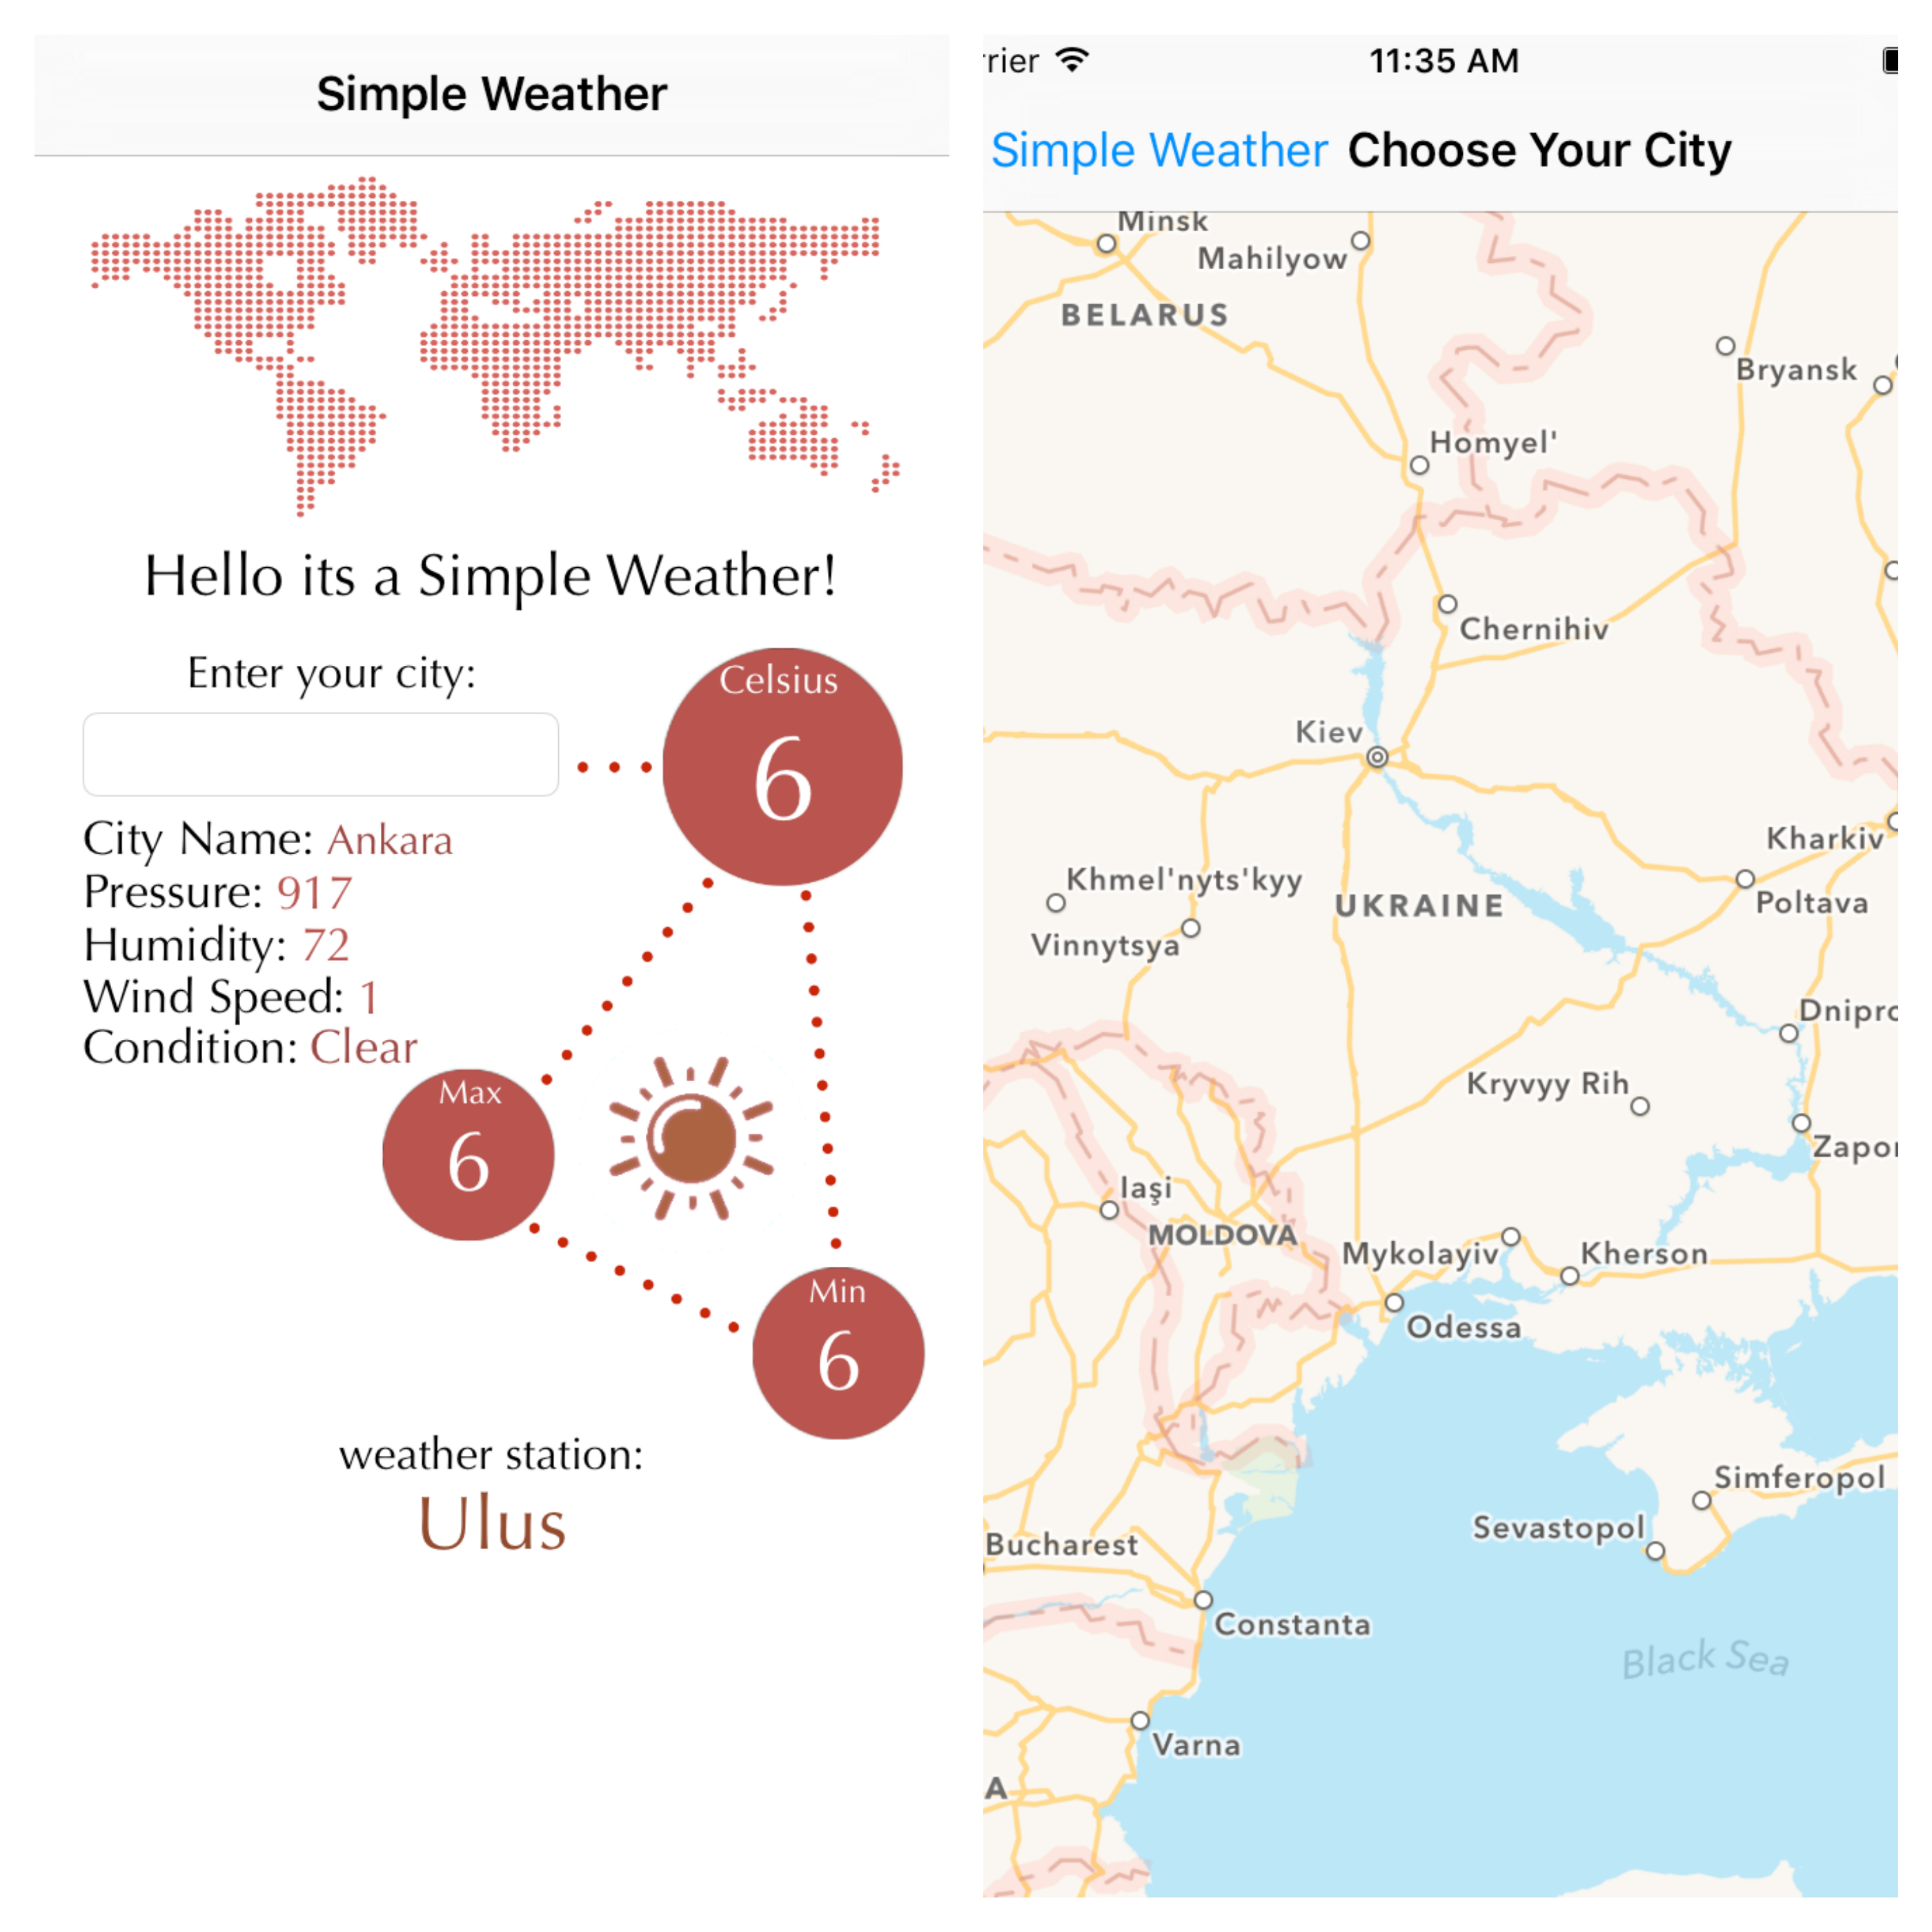 Simple Weather
Hello its a Simple Weather!
Enter your city:
Celsius
6
City Name: Ankara
Pressure: 917
Humidity: 72
Wind Speed: 1
Condition: Clear
Max
6
Min
6
weather station:
Ulus
rrier
11:35 AM
Simple Weather Choose Your City
Minsk
Mahilyow
BELARUS
Bryansk
Homyel'
Chernihiv
Kiev
Kharkiv
Khmel'nyts'kyy
UKRAINE
Poltava
Vinnytsya
Dnipro
Kryvyy Rih
Zapor
Iaşi
MOLDOVA
Mykolayiv
Kherson
Odessa
Simferopol
Sevastopol
Bucharest
Constanta
Black Sea
Varna
A